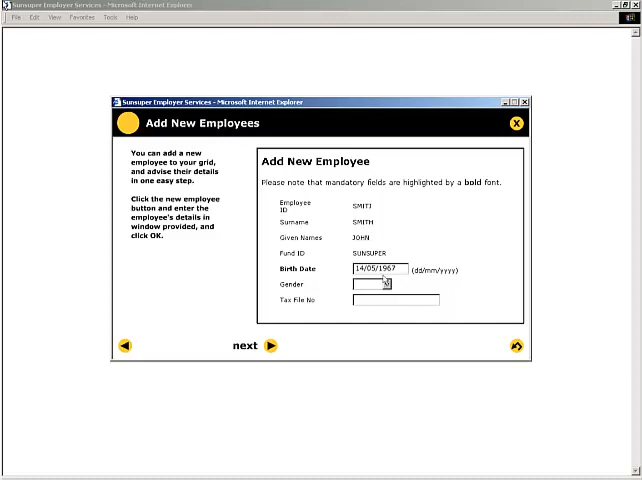 Sunsuper Employer Services - Microsoft Internet Explorer
File Edit View Favorites Tools Help
Sunsuper Employer Services - Microsoft Internet Explorer
Add New Employees
X
You can add a new
employee to your grid,
and advise their details
in one easy step.
Click the new employee
button and enter the
employee's details in
window provided, and
click OK.
Add New Employee
Please note that mandatory fields are highlighted by a bold font.
Employee
ID
SMITJ
Surname SMITH
Given Names JOHN
Fund ID SUNSUPER
Birth Date 14/05/1967 (dd/mm/yyyy)
Gender
Tax File No
next